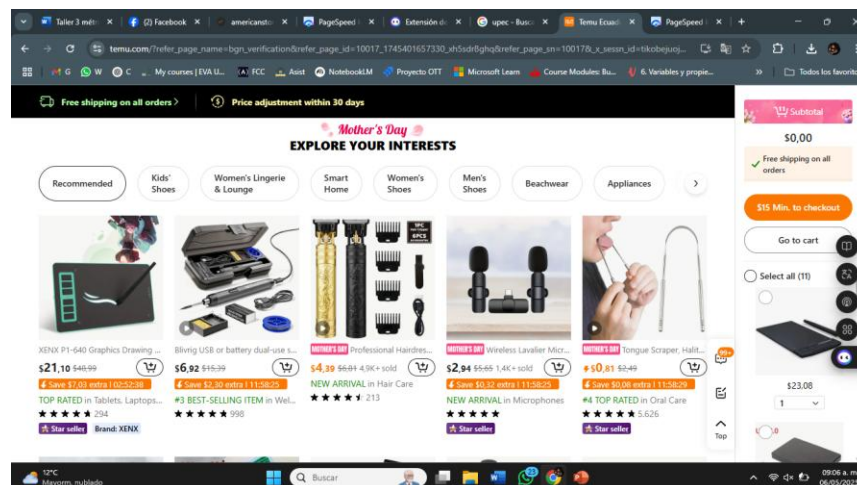 Taller 3 méto
(2) Facebook
americansto
PageSpeed
Extensión de
upec - Busc
Temu Ecuad
PageSpeed
temu.com/?refer_page_name=bgn_verification&refer_page_id=10017_1745401657330_xh5sdr8ghq&refer_page_sn=10017&_x_sessn_id=tikobejuoj...
G
C
My courses | EVA U...
FCC
Asist
NotebookLM
Proyecto OTT
Microsoft Learn
Course Modules: Bu...
6. Variables y propie...
Todos los favorito
Free shipping on all orders >
Price adjustment within 30 days
Mother's Day
EXPLORE YOUR INTERESTS
Recommended
Kids'
Shoes
Women's Lingerie
& Lounge
Smart
Home
Women's
Shoes
Men's
Shoes
Beachwear
Appliances
XENX P1-640 Graphics Drawing ...
$21,10 $48,99
Save $7,03 extra | 02:52:38
TOP RATED in Tablets, Laptops...
294
Star seller
Brand: XENX
Blivrig USB or battery dual-use s...
$6,92 $15,39
Save $2,30 extra | 11:58:25
#3 BEST-SELLING ITEM in Wel...
998
1PC
6PCS
MOTHER'S DAY Professional Hairdres...
$4,39 $6,81 4,9K+ sold
NEW ARRIVAL in Hair Care
213
MOTHER'S DAY Wireless Lavalier Micr...
$2,94 $5,65 1,4K+ sold
Save $0,32 extra | 11:58:25
NEW ARRIVAL in Microphones
Star seller
MOTHER'S DAY Tongue Scraper, Halit...
$0,81 $2,49
Save $0,08 extra | 11:58:29
#4 TOP RATED in Oral Care
5.626
Star seller
99+
Top
Subtotal
$0,00
Free shipping on all
orders
$15 Min. to checkout
Go to cart
Select all (11)
$23.08
1
12°C
Mayorm. nublado
Buscar
09:06 a. m.
06/05/202